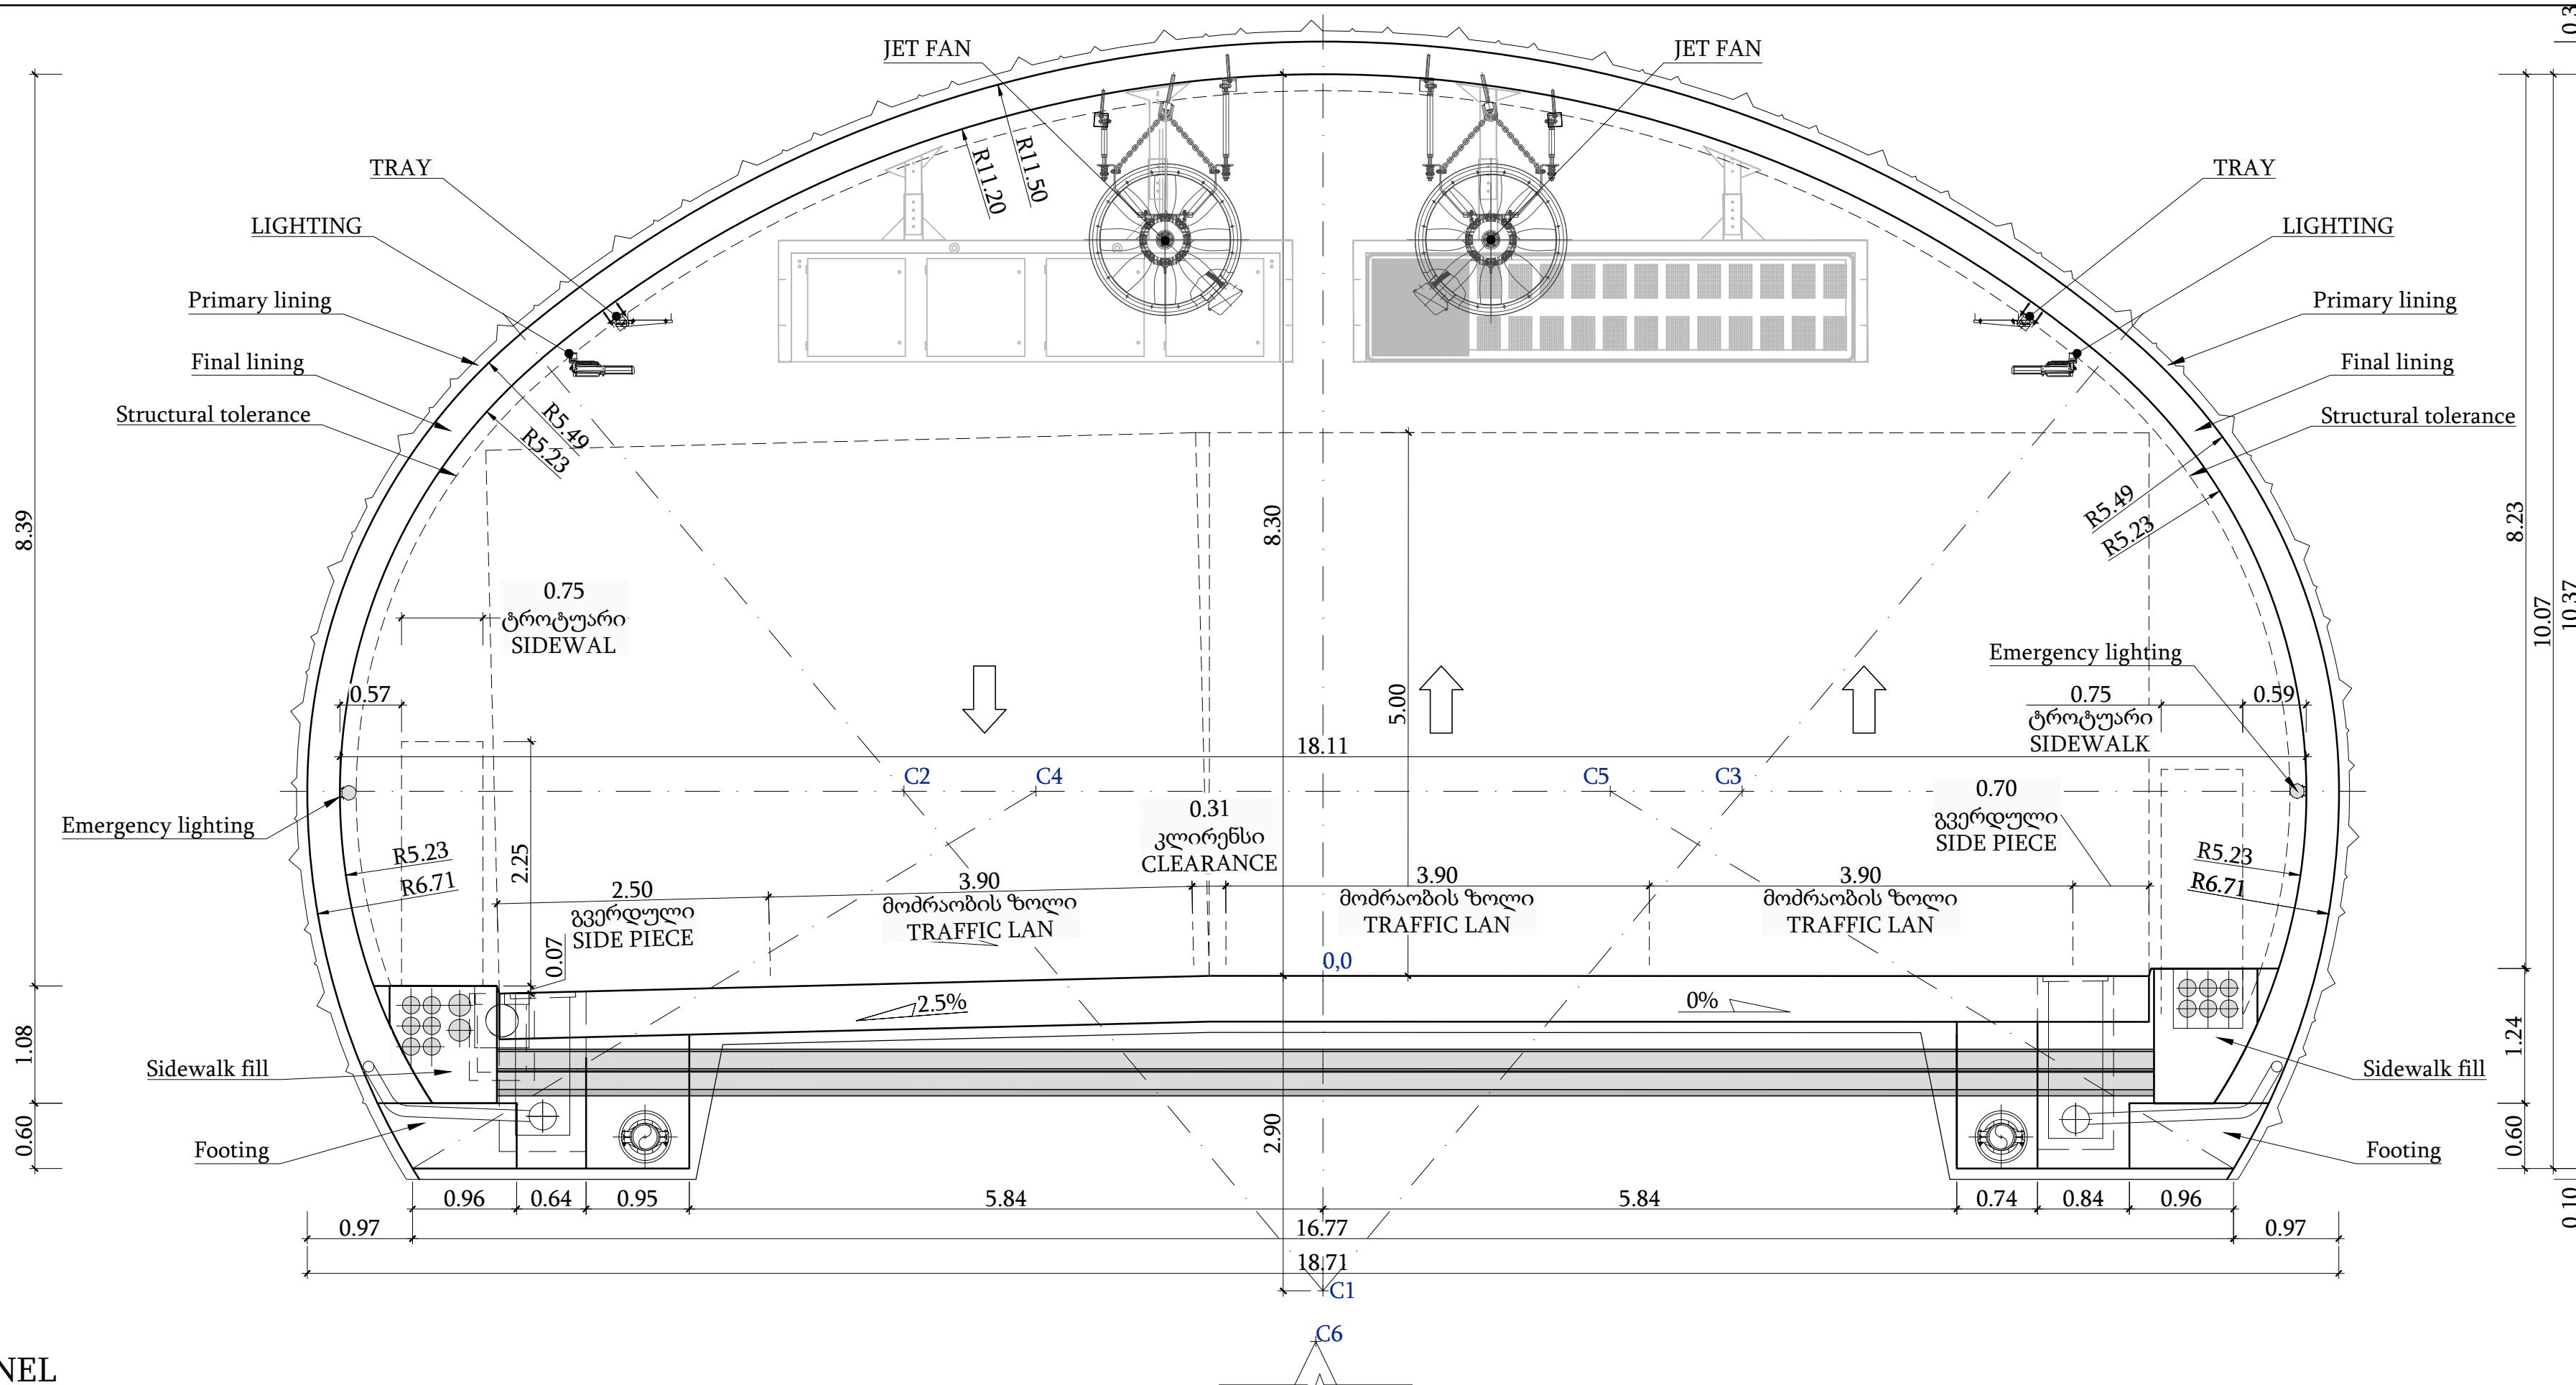 0.3
JET FAN
JET FAN
R11.50
R11.20
TRAY
TRAY
LIGHTING
LIGHTING
Primary lining
Primary lining
Final lining
Final lining
Structural tolerance
Structural tolerance
R5.49
R5.23
R5.49
R5.23
8.39
8.30
8.23
10.07
10.37
0.75
ტროტუარი
SIDEWAL
Emergency lighting
0.57
5.00
0.75
0.59
ტროტუარი
SIDEWALK
18.11
C2
C4
C5
C3
0.70
გვერდული
SIDE PIECE
0.31
კლირენსი
CLEARANCE
Emergency lighting
R5.23
R6.71
2.25
R5.23
R6.71
2.50
გვერდული
SIDE PIECE
3.90
მოძრაობის ზოლი
TRAFFIC LAN
3.90
მოძრაობის ზოლი
TRAFFIC LAN
3.90
მოძრაობის ზოლი
TRAFFIC LAN
0.07
0,0
2.5%
0%
1.08
1.24
Sidewalk fill
Sidewalk fill
0.60
2.90
0.60
Footing
Footing
0.96
0.64
0.95
5.84
5.84
0.74
0.84
0.96
0.10
0.97
16.77
0.97
18.71
C1
C6
NEL